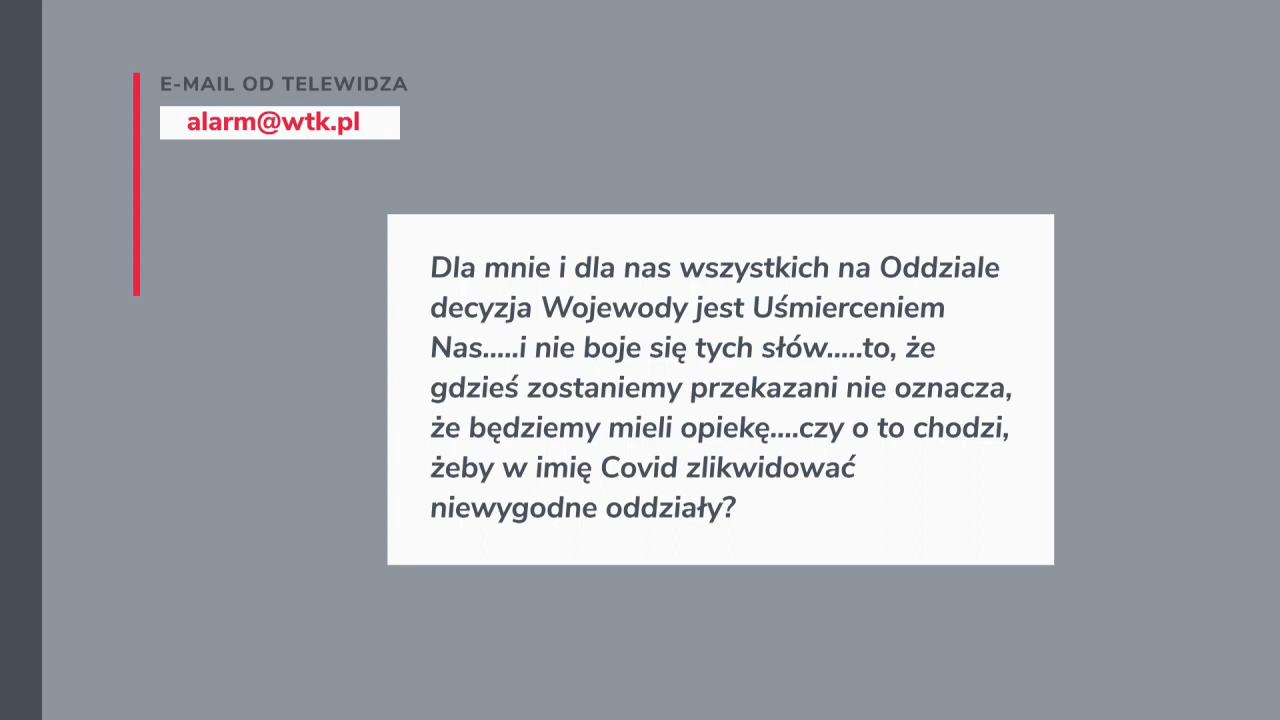 E-MAIL OD TELEWIDZA
alarm@wtk.pl
Dla mnie i dla nas wszystkich na Oddziale
decyzja Wojewody jest Uśmierceniem
Nas.....i nie boje się tych słów.....to, że
gdzieś zostaniemy przekazani nie oznacza,
że będziemy mieli opiekę....czy o to chodzi,
żeby w imię Covid zlikwidować
niewygodne oddziały?